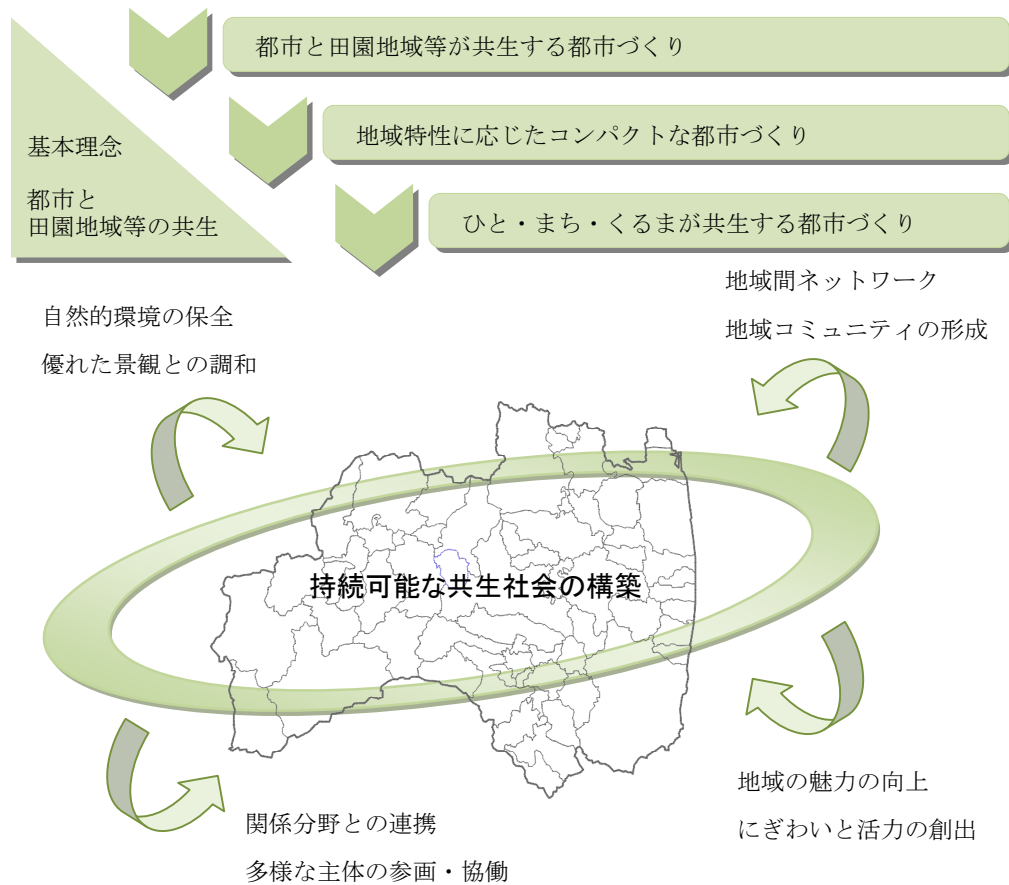 都市と田園地域等が共生する都市づくり
地域特性に応じたコンパクトな都市づくり
ひと・まち・くるまが共生する都市づくり
基本理念
都市と
田園地域等の共生
自然的環境の保全
優れた景観との調和
地域間ネットワーク
地域コミュニティの形成
持続可能な共生社会の構築
関係分野との連携
多様な主体の参画・協働
地域の魅力の向上
にぎわいと活力の創出